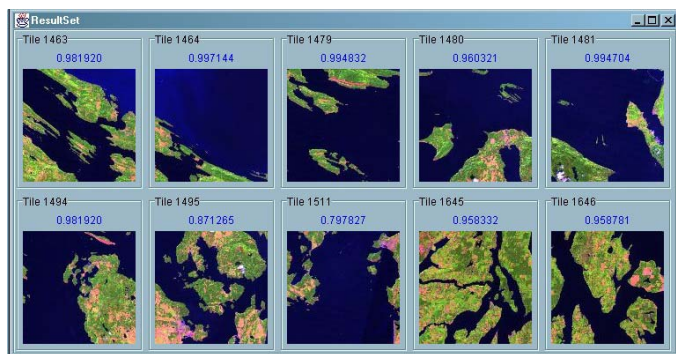 ResultSet
Tile 1463 Tile 1464 Tile 1479 Tile 1480 Tile 1481
0.981920 0.997144 0.994832 0.960321 0.994704
Tile 1494 Tile 1495 Tile 1511 Tile 1645 Tile 1646
0.981920 0.871265 0.797827 0.958332 0.958781